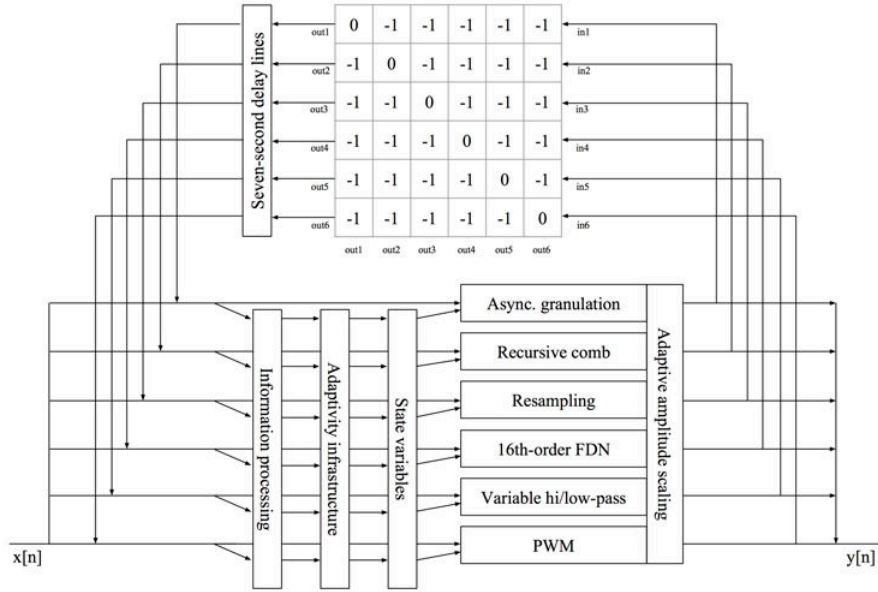 Seven-second delay lines
out1 0 -1 -1 -1 -1 -1 in1
out2 -1 0 -1 -1 -1 -1 in2
out3 -1 -1 0 -1 -1 -1 in3
out4 -1 -1 -1 0 -1 -1 in4
out5 -1 -1 -1 -1 0 -1 in5
out6 -1 -1 -1 -1 -1 0 in6
out1 out2 out3 out4 out5 out6
Information processing
Adaptivity infrastructure
State variables
Async. granulation
Recursive comb
Resampling
16th-order FDN
Variable hi/low-pass
PWM
Adaptive amplitude scaling
x[n]
y[n]